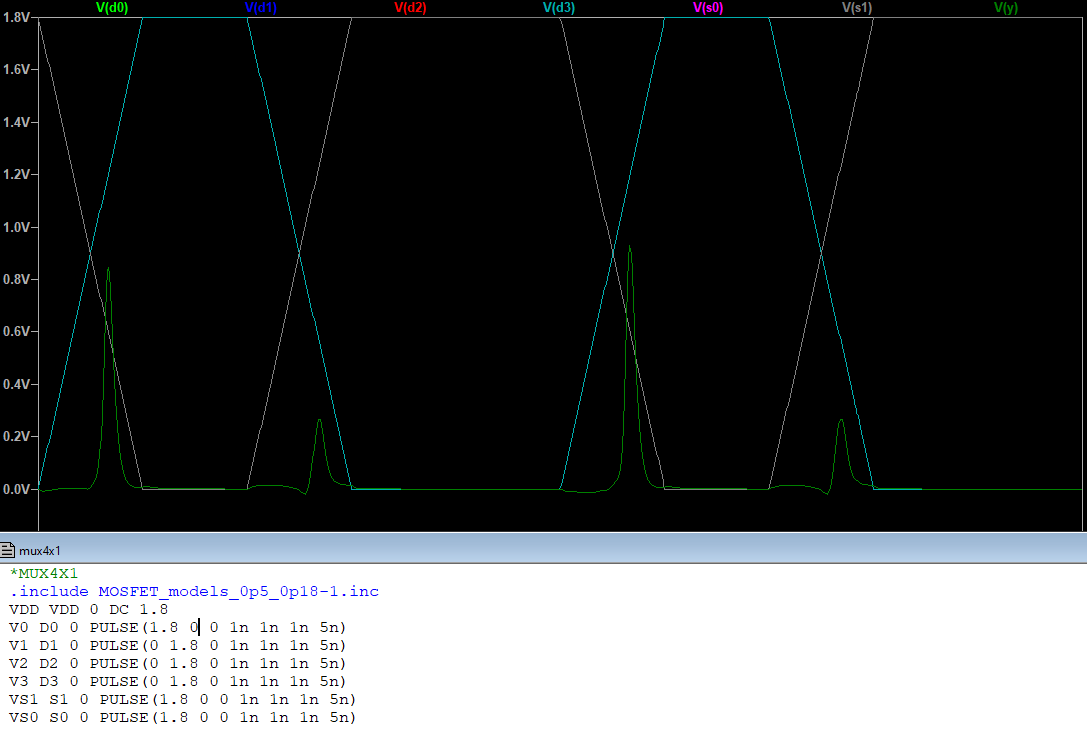 V(d0) V(d1) V(d2) V(d3) V(s0) V(s1) V(y)
1.8V
1.6V
1.4V
1.2V
1.0V
0.8V
0.6V
0.4V
0.2V
0.0V
mux4x1
*MUX4X1
.include MOSFET_models_0p5_0p18-1.inc
VDD VDD 0 DC 1.8
V0 D0 0 PULSE(1.8 0 0 1n 1n 1n 5n)
V1 D1 0 PULSE(0 1.8 0 1n 1n 1n 5n)
V2 D2 0 PULSE(0 1.8 0 1n 1n 1n 5n)
V3 D3 0 PULSE(0 1.8 0 1n 1n 1n 5n)
VS1 S1 0 PULSE(1.8 0 0 1n 1n 1n 5n)
VS0 S0 0 PULSE(1.8 0 0 1n 1n 1n 5n)